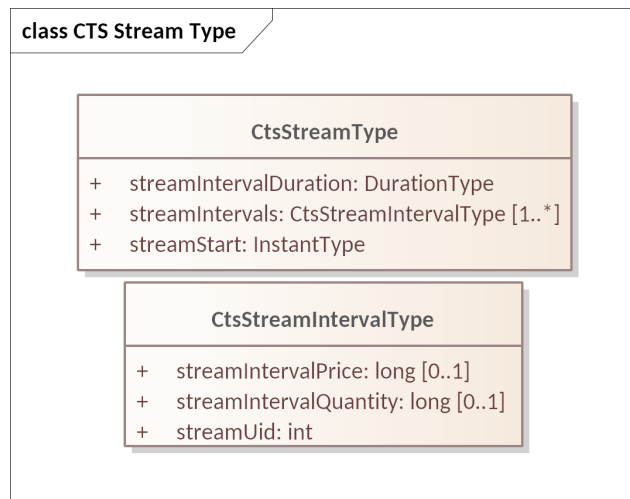 class CTS Stream Type
CtsStreamType
+ streamIntervalDuration: DurationType
+ streamIntervals: CtsStreamIntervalType [1..*]
+ streamStart: InstantType
CtsStreamIntervalType
+ streamIntervalPrice: long [0..1]
+ streamIntervalQuantity: long [0..1]
+ streamUid: int